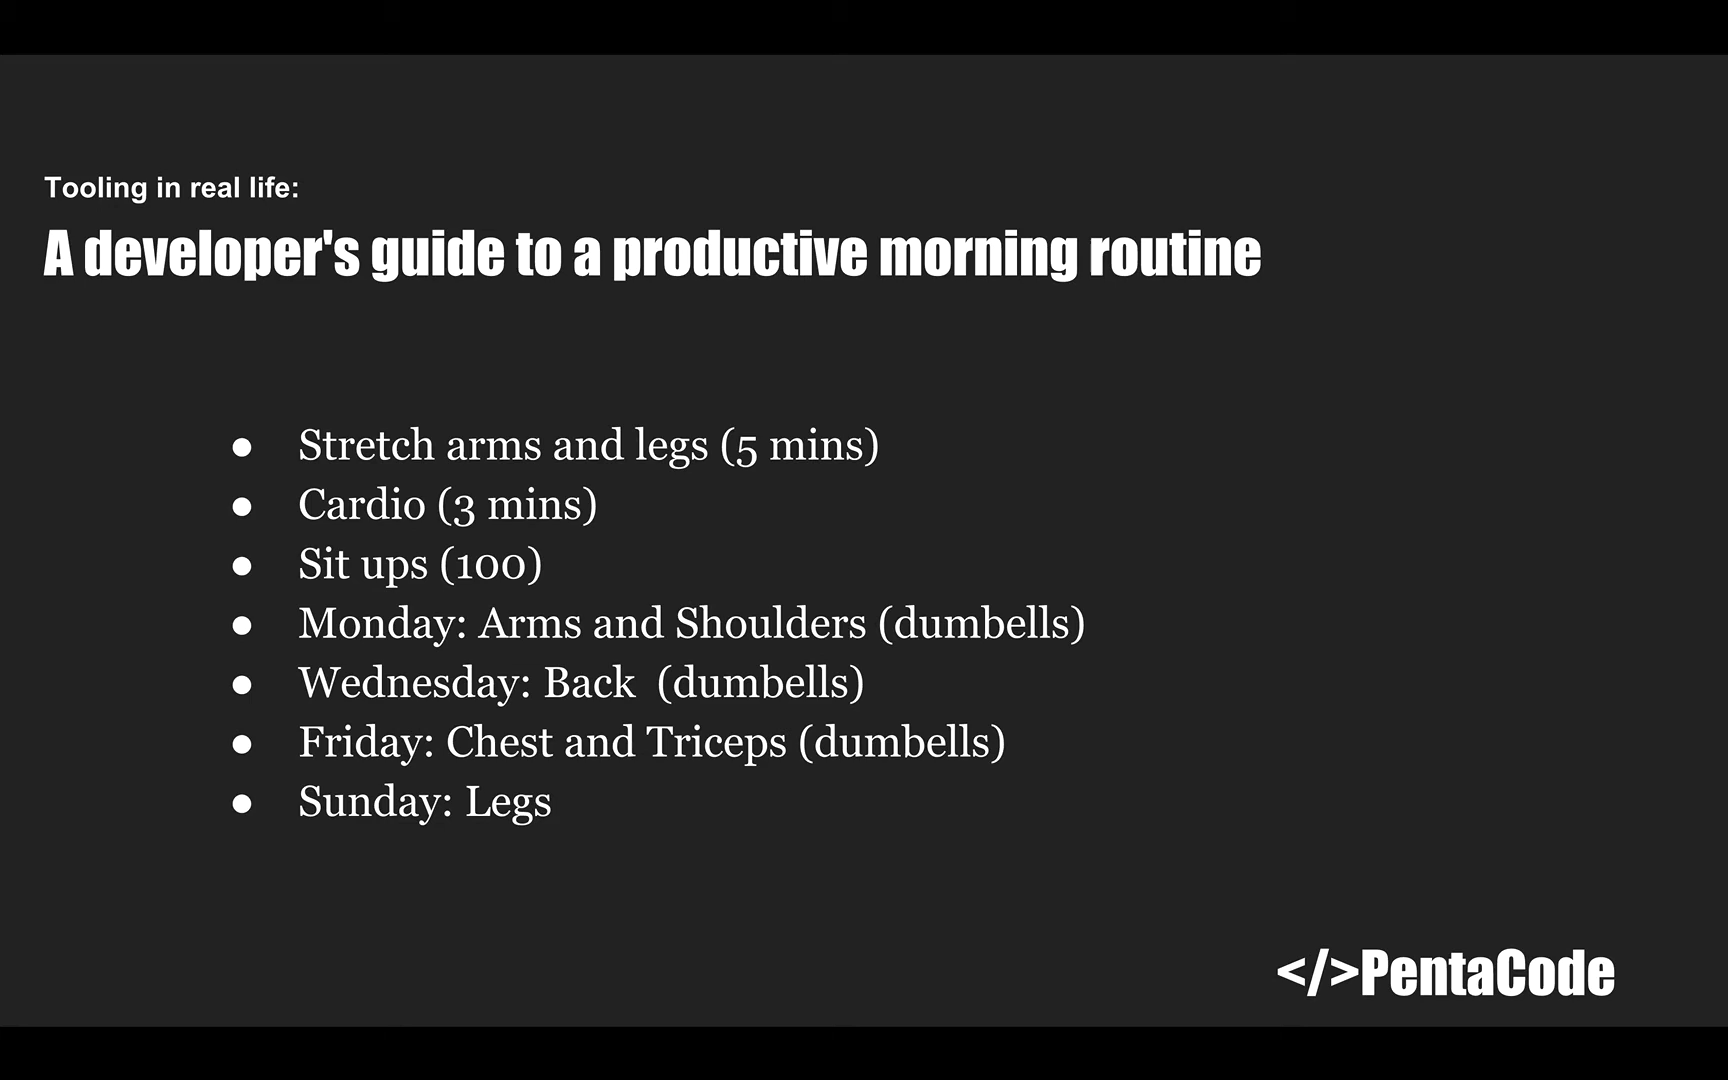 Tooling in real life:
A developer's guide to a productive morning routine
● Stretch arms and legs (5 mins)
● Cardio (3 mins)
● Sit ups (100)
● Monday: Arms and Shoulders (dumbells)
● Wednesday: Back  (dumbells)
● Friday: Chest and Triceps (dumbells)
● Sunday: Legs
</>PentaCode